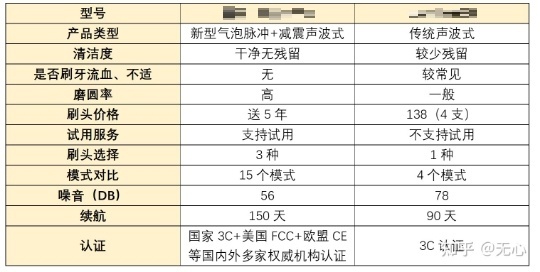 型号
产品类型 新型气泡脉冲+减震声波式 传统声波式
清洁度 干净无残留 较少残留
是否刷牙流血、不适 无 较常见
磨圆率 高 一般
刷头价格 送 5 年 138（4 支）
试用服务 支持试用 不支持试用
刷头选择 3 种 1 种
模式对比 15 个模式 4 个模式
噪音（DB） 56 78
续航 150 天 90 天
认证 国家 3C+美国 FCC+欧盟 CE 3C 认证
等国内外多家权威机构认证
知乎 @无心